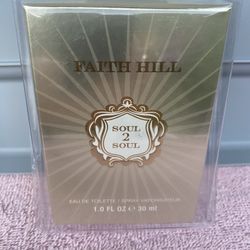 FAITH HILL
SOUL
2
SOUL
EAU DE TOILETTE / SPRAY VAPORISATEUR
1.0 FL OZ ℮ 30 ml